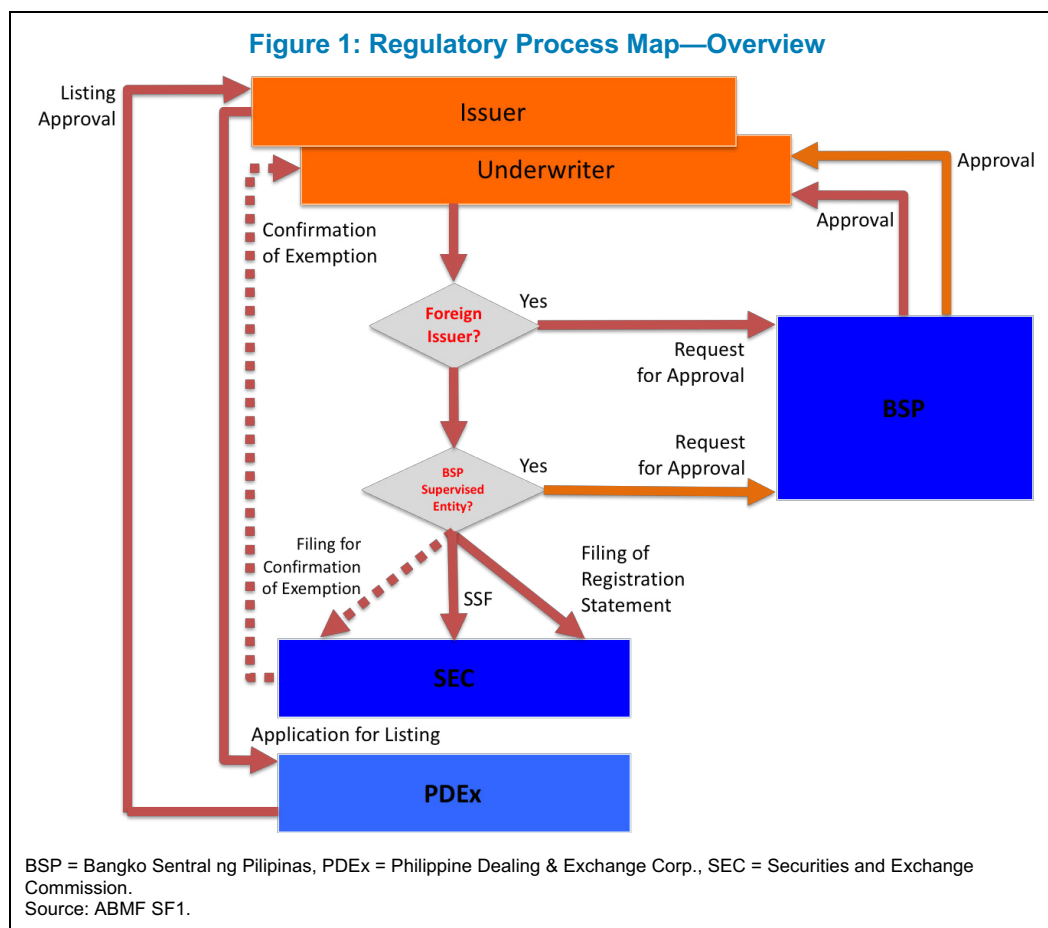 Figure 1: Regulatory Process Map—Overview
Listing
Approval
Issuer
Underwriter
Approval
Approval
Confirmation
of Exemption
Foreign
Issuer?
Yes
Request
for Approval
BSP
BSP
Supervised
Entity?
Yes
Request
for Approval
Filing for
Confirmation
of Exemption
SSF
Filing of
Registration
Statement
SEC
Application for Listing
PDEx
BSP = Bangko Sentral ng Pilipinas, PDEx = Philippine Dealing & Exchange Corp., SEC = Securities and Exchange
Commission.
Source: ABMF SF1.